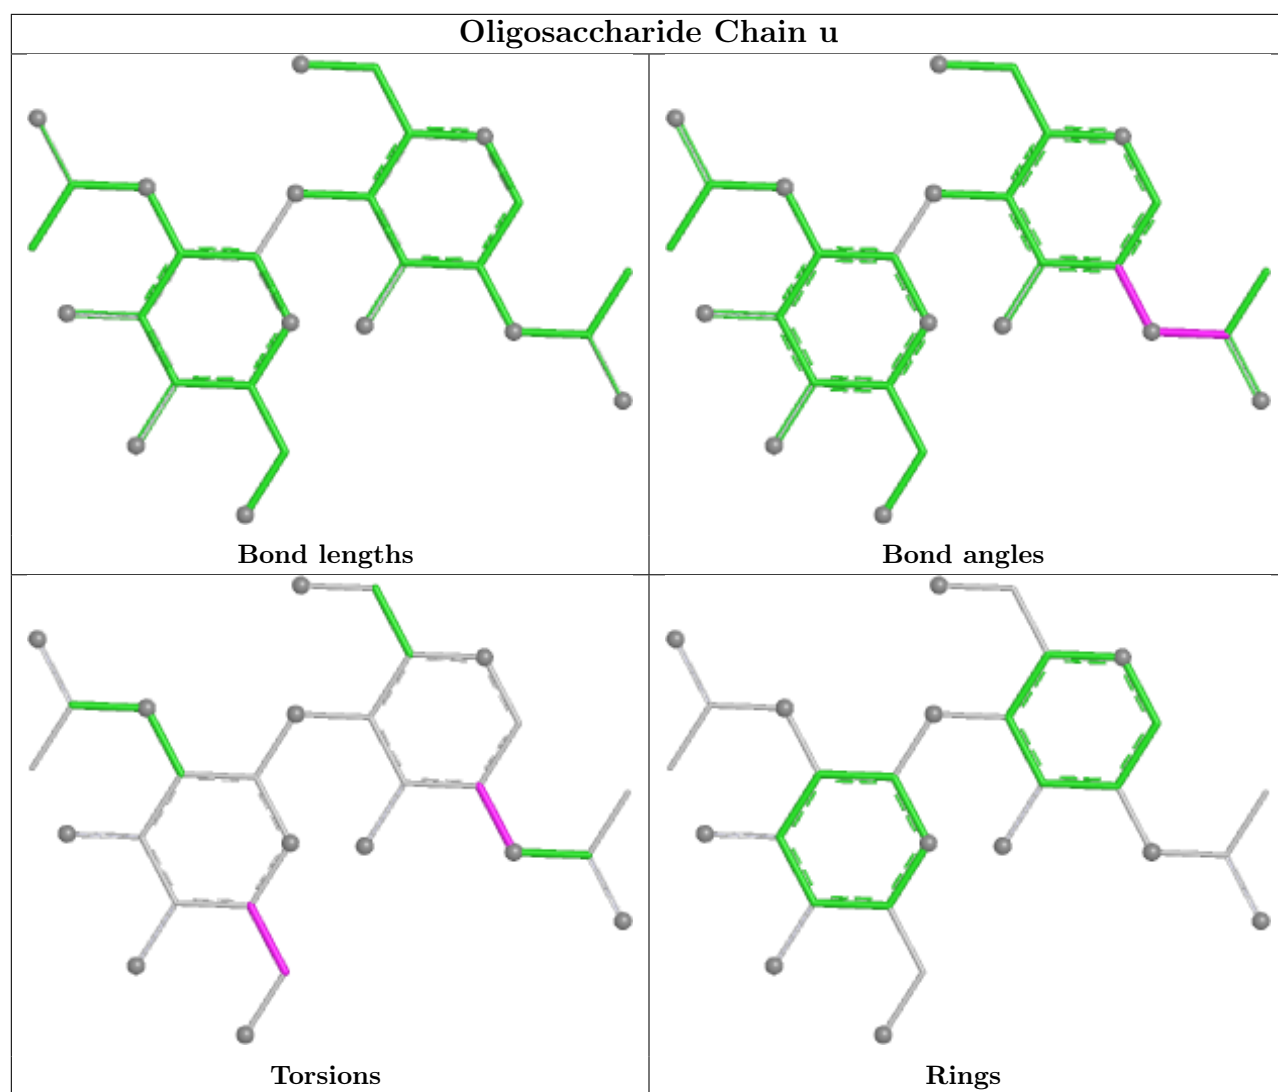 Oligosaccharide Chain u
Bond lengths
Bond angles
Torsions
Rings